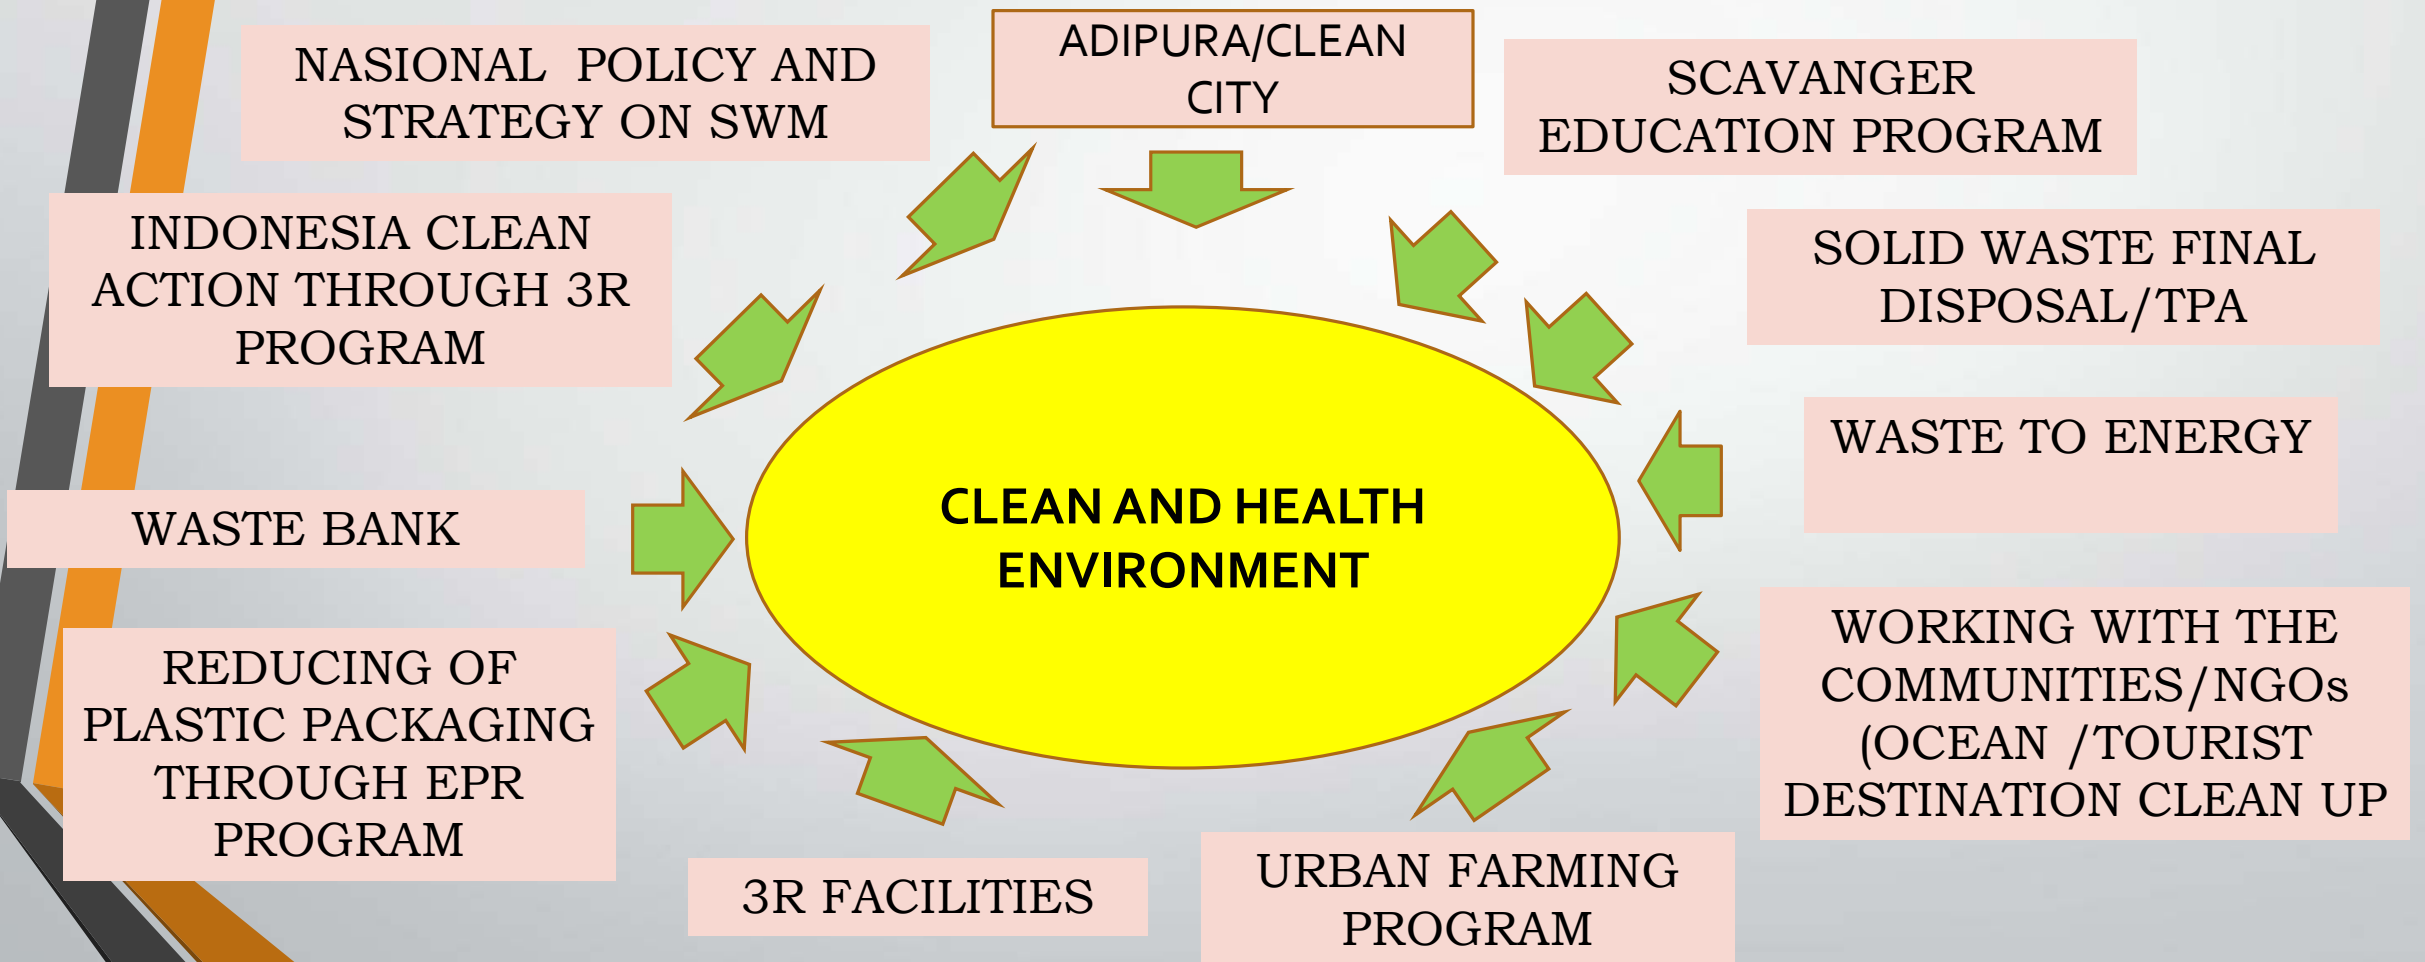 NASIONAL POLICY AND
STRATEGY ON SWM
ADIPURA/CLEAN
CITY
SCAVANGER
EDUCATION PROGRAM
INDONESIA CLEAN
ACTION THROUGH 3R
PROGRAM
SOLID WASTE FINAL
DISPOSAL/TPA
WASTE TO ENERGY
WASTE BANK
CLEAN AND HEALTH
ENVIRONMENT
REDUCING OF
PLASTIC PACKAGING
THROUGH EPR
PROGRAM
WORKING WITH THE
COMMUNITIES/NGOs
(OCEAN /TOURIST
DESTINATION CLEAN UP
3R FACILITIES
URBAN FARMING
PROGRAM